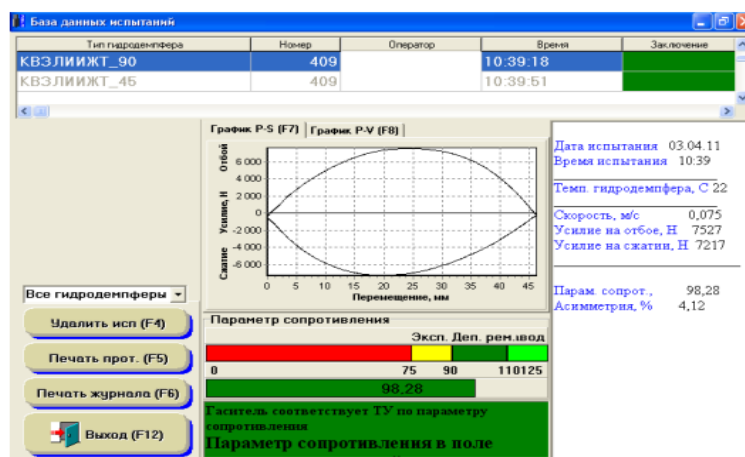 База данных испытаний
Тип гидродемпфера Номер Оператор Время Заключение
КВЗЛИИЖТ_90 409 10:39:18
КВЗЛИИЖТ_45 409 10:39:51
График P-S (F7) График P-V (F8)
Отбой
Усилие, Н
Сжатие
6 000
4 000
2 000
0
-2 000
-4 000
-6 000
0 5 10 15 20 25 30 35 40 45
Перемещение, мм
Дата испытания 03.04.11
Время испытания 10:39
Темп. гидродемпфера, С 22
Скорость, м/с 0,075
Усилие на отбое, Н 7527
Усилие на сжатии, Н 7217
Парам. сопрот., 98,28
Асимметрия, % 4,12
Все гидродемпферы
Удалить исп (F4)
Печать прот. (F5)
Печать журнала (F6)
Выход (F12)
Параметр сопротивления
Эксп. Деп. рем.
0 75 90 110 125
98,28
Гаситель соответствует ТУ по параметру
сопротивления
Параметр сопротивления в поле